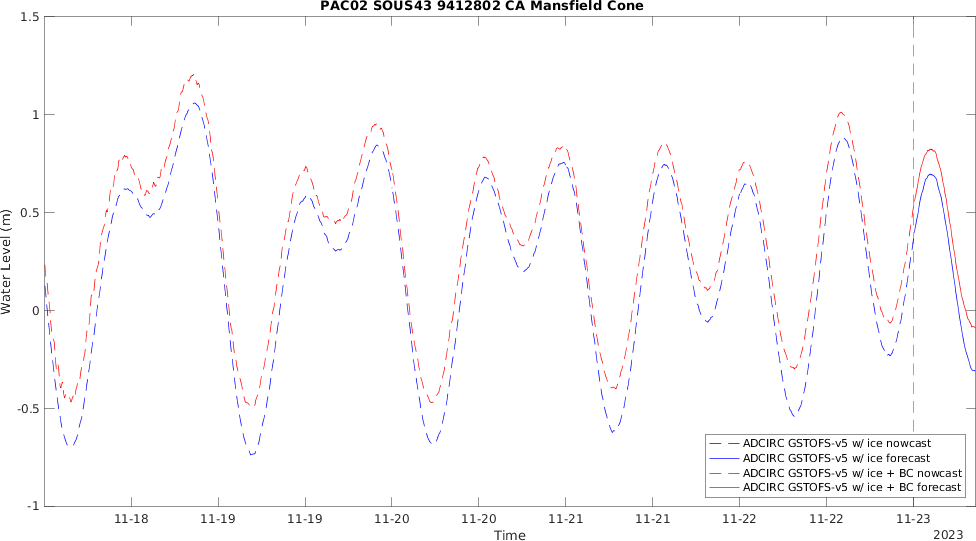 PAC02 SOUS43 9412802 CA Mansfield Cone
1.5
1
0.5
0
-0.5
-1
Water Level (m)
ADCIRC GSTOFS-v5 w/ ice nowcast
ADCIRC GSTOFS-v5 w/ ice forecast
ADCIRC GSTOFS-v5 w/ ice + BC nowcast
ADCIRC GSTOFS-v5 w/ ice + BC forecast
11-18 11-19 11-19 11-20 11-20 11-21 11-21 11-22 11-22 11-23
Time
2023